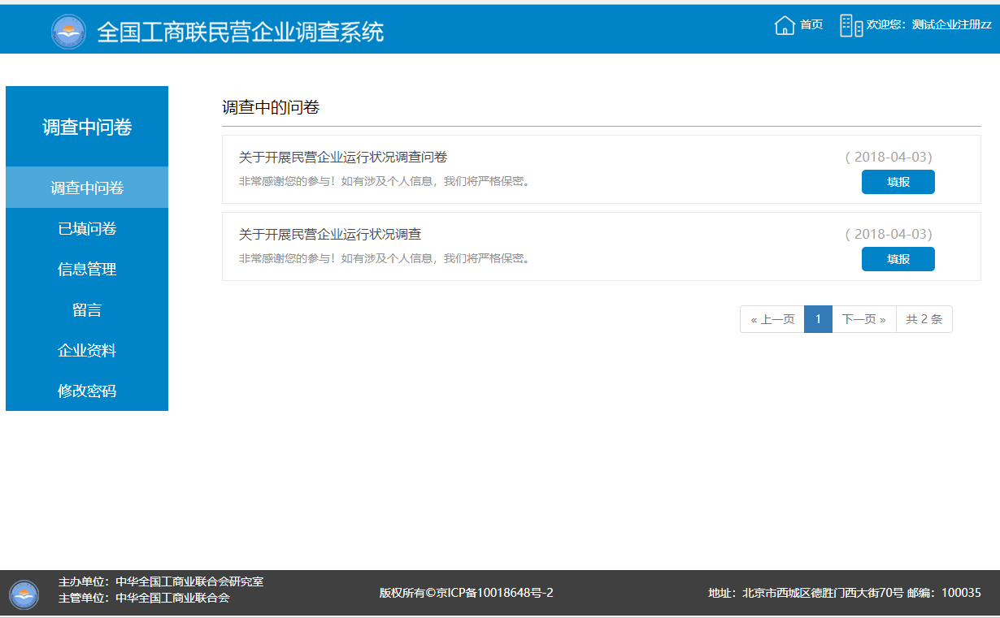 全国工商联民营企业调查系统
首页
欢迎您：测试企业注册zz
调查中问卷
调查中问卷
已填问卷
信息管理
留言
企业资料
修改密码
调查中的问卷
关于开展民营企业运行状况调查问卷
( 2018-04-03)
非常感谢您的参与！如有涉及个人信息，我们将严格保密。
填报
关于开展民营企业运行状况调查
( 2018-04-03)
非常感谢您的参与！如有涉及个人信息，我们将严格保密。
填报
« 上一页 1 下一页 » 共 2 条
主办单位：中华全国工商业联合会研究室
主管单位：中华全国工商业联合会
版权所有©京ICP备10018648号-2
地址：北京市西城区德胜门西大街70号 邮编：100035